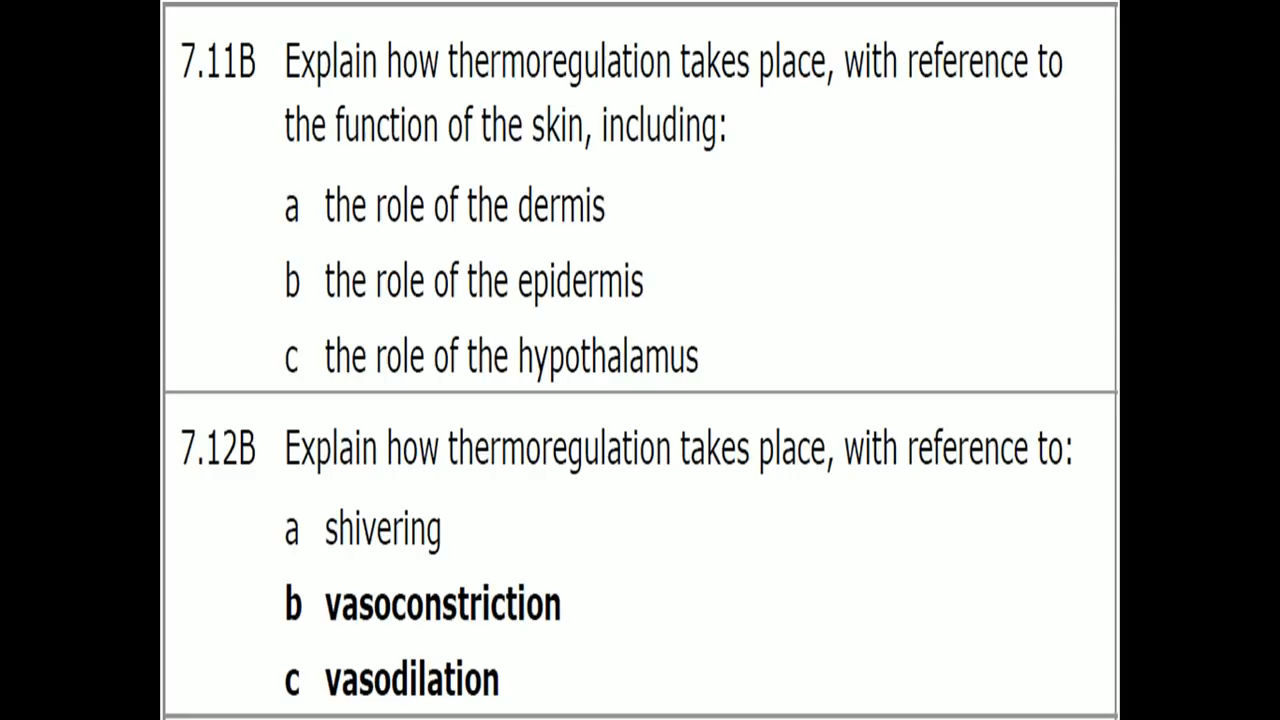 7.11B Explain how thermoregulation takes place, with reference to
the function of the skin, including:
a the role of the dermis
b the role of the epidermis
c the role of the hypothalamus
7.12B Explain how thermoregulation takes place, with reference to:
a shivering
b vasoconstriction
c vasodilation